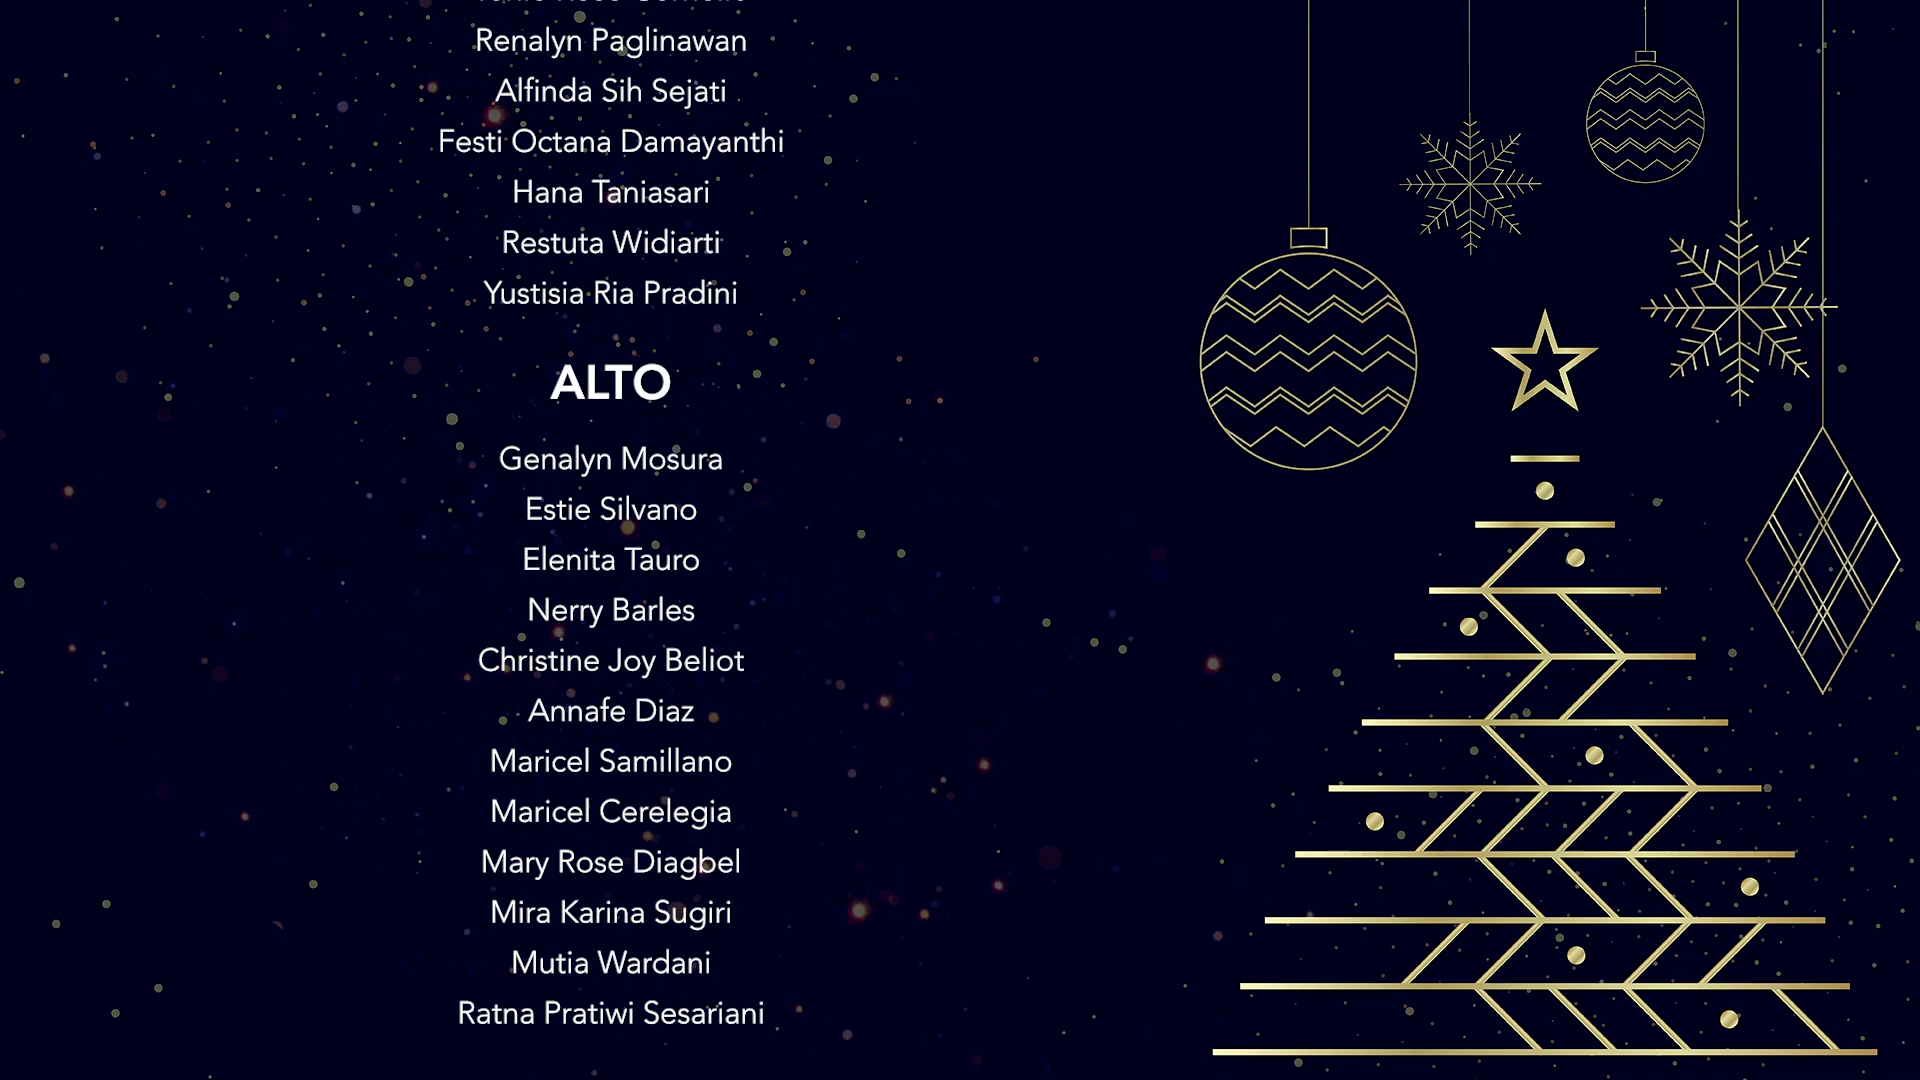 Renalyn Paglinawan
Alfinda Sih Sejati
Festi Octana Damayanthi
Hana Taniasari
Restuta Widiarti
Yustisia Ria Pradini
ALTO
Genalyn Mosura
Estie Silvano
Elenita Tauro
Nerry Barles
Christine Joy Beliot
Annafe Diaz
Maricel Samillano
Maricel Cerelegia
Mary Rose Diagbel
Mira Karina Sugiri
Mutia Wardani
Ratna Pratiwi Sesariani